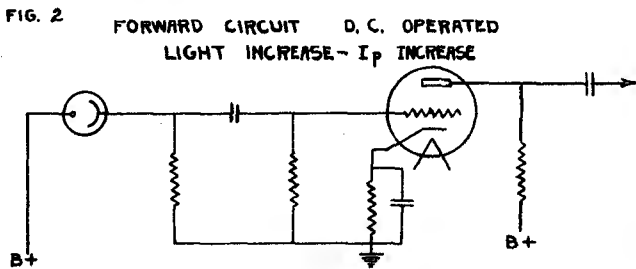 FIG. 2
FORWARD CIRCUIT D.C. OPERATED
LIGHT INCREASE - Ip INCREASE
B+
B+